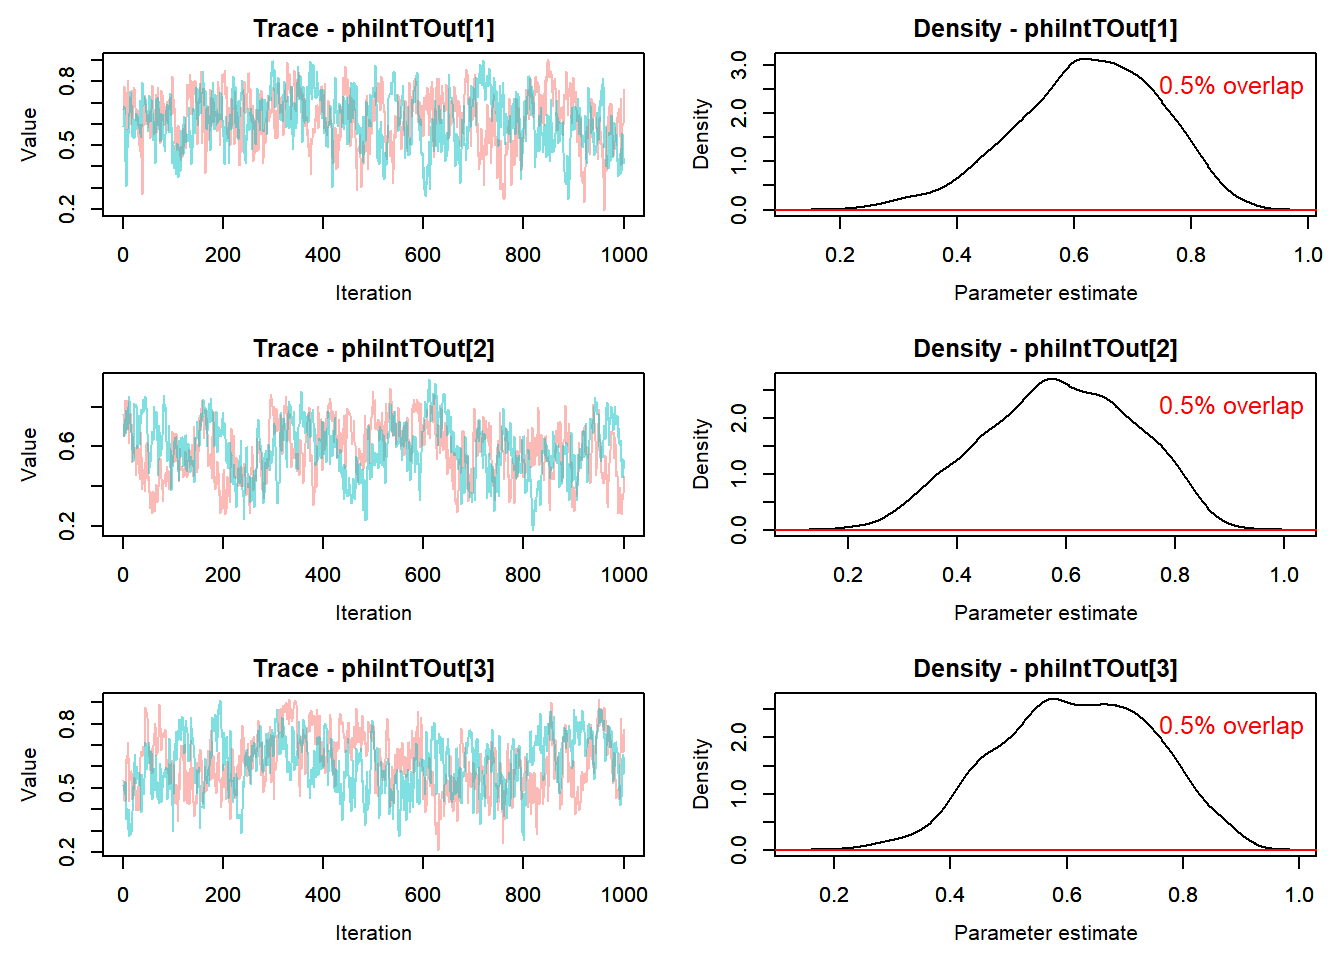 Trace - phiIntTOut[1]
Value
0.2 0.5 0.8
0 200 400 600 800 1000
Iteration
Density - phiIntTOut[1]
0.5% overlap
Density
0.0 1.0 2.0 3.0
0.2 0.4 0.6 0.8 1.0
Parameter estimate
Trace - phiIntTOut[2]
Value
0.2 0.6
0 200 400 600 800 1000
Iteration
Density - phiIntTOut[2]
0.5% overlap
Density
0.0 1.0 2.0
0.2 0.4 0.6 0.8 1.0
Parameter estimate
Trace - phiIntTOut[3]
Value
0.2 0.5 0.8
0 200 400 600 800 1000
Iteration
Density - phiIntTOut[3]
0.5% overlap
Density
0.0 1.0 2.0
0.2 0.4 0.6 0.8 1.0
Parameter estimate